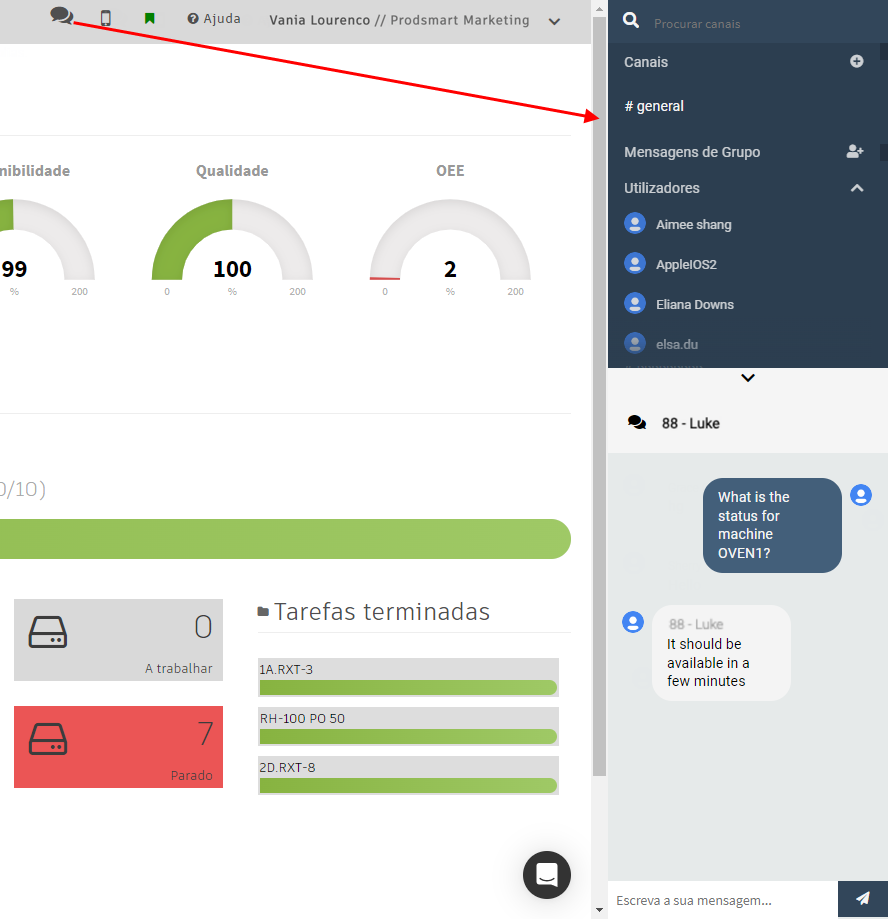 Ajuda
Vania Lourenco // Prodsmart Marketing
nibilidade
Qualidade
OEE
99
100
2
%
200
0
%
200
0
%
200
0/10)
0
A trabalhar
7
Parado
Tarefas terminadas
1A.RXT-3
RH-100 PO 50
2D.RXT-8
Procurar canais
Canais
# general
Mensagens de Grupo
Utilizadores
Aimee shang
AppleIOS2
Eliana Downs
elsa.du
88 - Luke
What is the
status for
machine
OVEN1?
88 - Luke
It should be
available in a
few minutes
Escreva a sua mensagem...